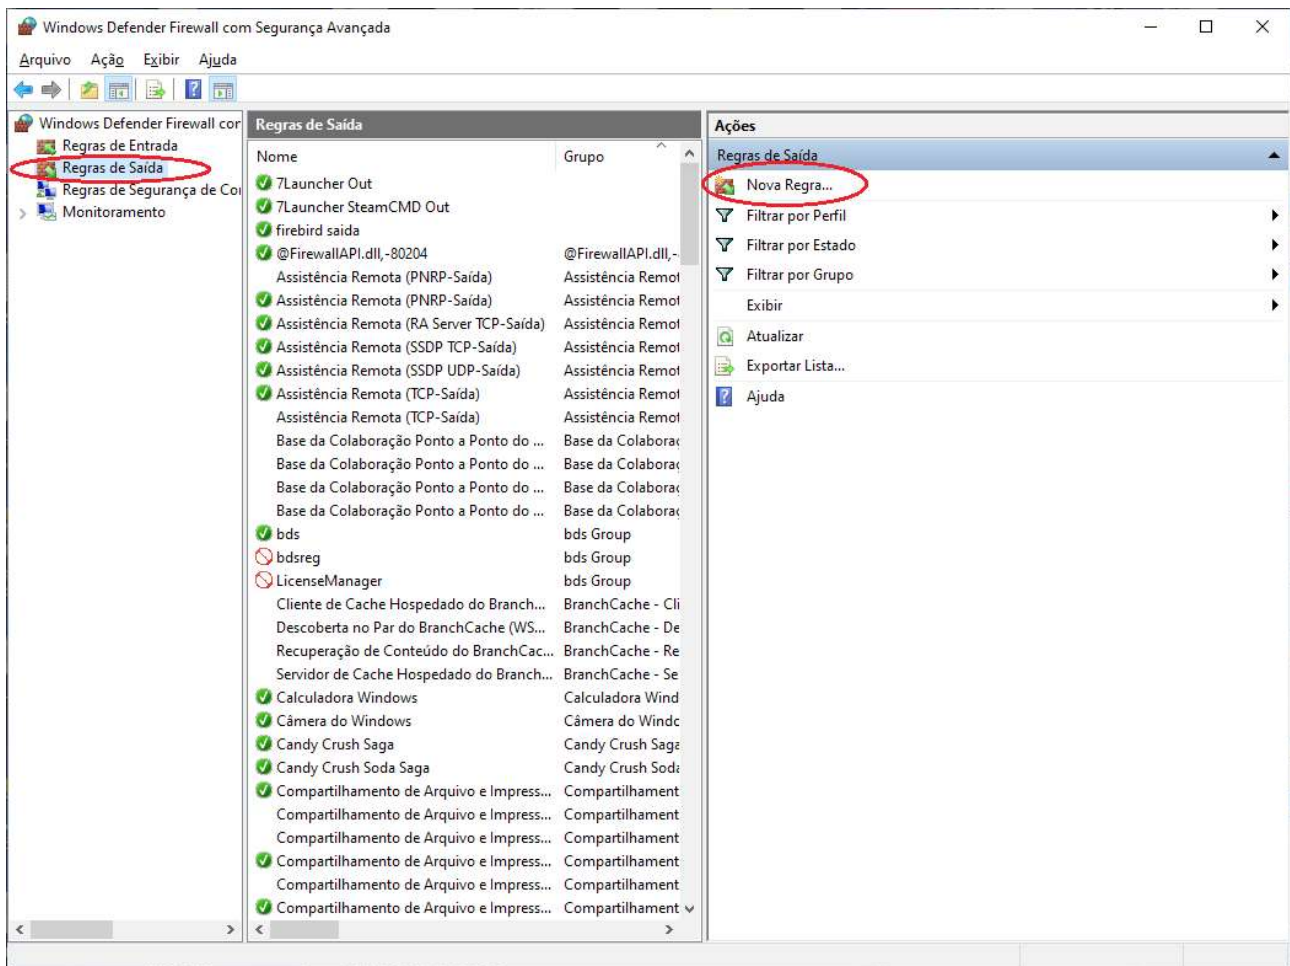 Windows Defender Firewall com Segurança Avançada
Arquivo Ação Exibir Ajuda
Windows Defender Firewall cor
Regras de Entrada
Regras de Saída
Regras de Segurança de Co
Monitoramento
Regras de Saída
Nome Grupo
7Launcher Out
7Launcher SteamCMD Out
firebird saida
@FirewallAPI.dll,-80204 @FirewallAPI.dll,-
Assistência Remota (PNRP-Saída) Assistência Remot
Assistência Remota (PNRP-Saída) Assistência Remot
Assistência Remota (RA Server TCP-Saída) Assistência Remot
Assistência Remota (SSDP TCP-Saída) Assistência Remot
Assistência Remota (SSDP UDP-Saída) Assistência Remot
Assistência Remota (TCP-Saída) Assistência Remot
Assistência Remota (TCP-Saída) Assistência Remot
Base da Colaboração Ponto a Ponto do ... Base da Colaboraç
Base da Colaboração Ponto a Ponto do ... Base da Colaboraç
Base da Colaboração Ponto a Ponto do ... Base da Colaboraç
Base da Colaboração Ponto a Ponto do ... Base da Colaboraç
bds bds Group
bdsreg bds Group
LicenseManager bds Group
Cliente de Cache Hospedado do Branch... BranchCache - Cli
Descoberta no Par do BranchCache (WS... BranchCache - De
Recuperação de Conteúdo do BranchCac... BranchCache - Re
Servidor de Cache Hospedado do Branch... BranchCache - Se
Calculadora Windows Calculadora Wind
Câmera do Windows Câmera do Windc
Candy Crush Saga Candy Crush Saga
Candy Crush Soda Saga Candy Crush Soda
Compartilhamento de Arquivo e Impress... Compartilhament
Compartilhamento de Arquivo e Impress... Compartilhament
Compartilhamento de Arquivo e Impress... Compartilhament
Compartilhamento de Arquivo e Impress... Compartilhament
Compartilhamento de Arquivo e Impress... Compartilhament
Compartilhamento de Arquivo e Impress... Compartilhament
Ações
Regras de Saída
Nova Regra...
Filtrar por Perfil
Filtrar por Estado
Filtrar por Grupo
Exibir
Atualizar
Exportar Lista...
Ajuda